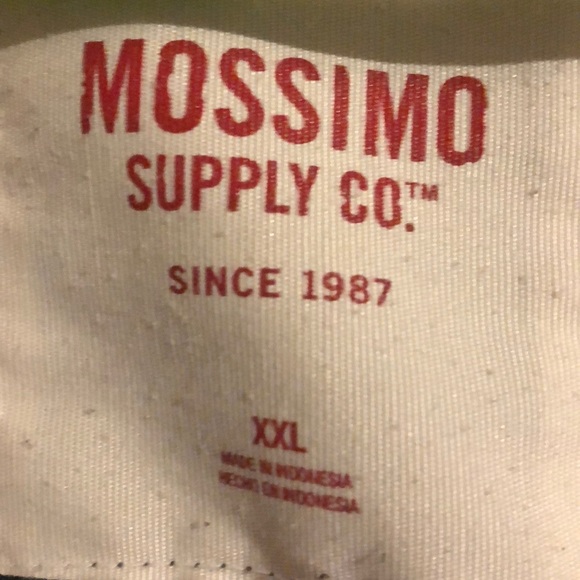 MOSSIMO
SUPPLY CO.™
SINCE 1987
XXL
MADE IN INDONESIA
HECHO EN INDONESIA